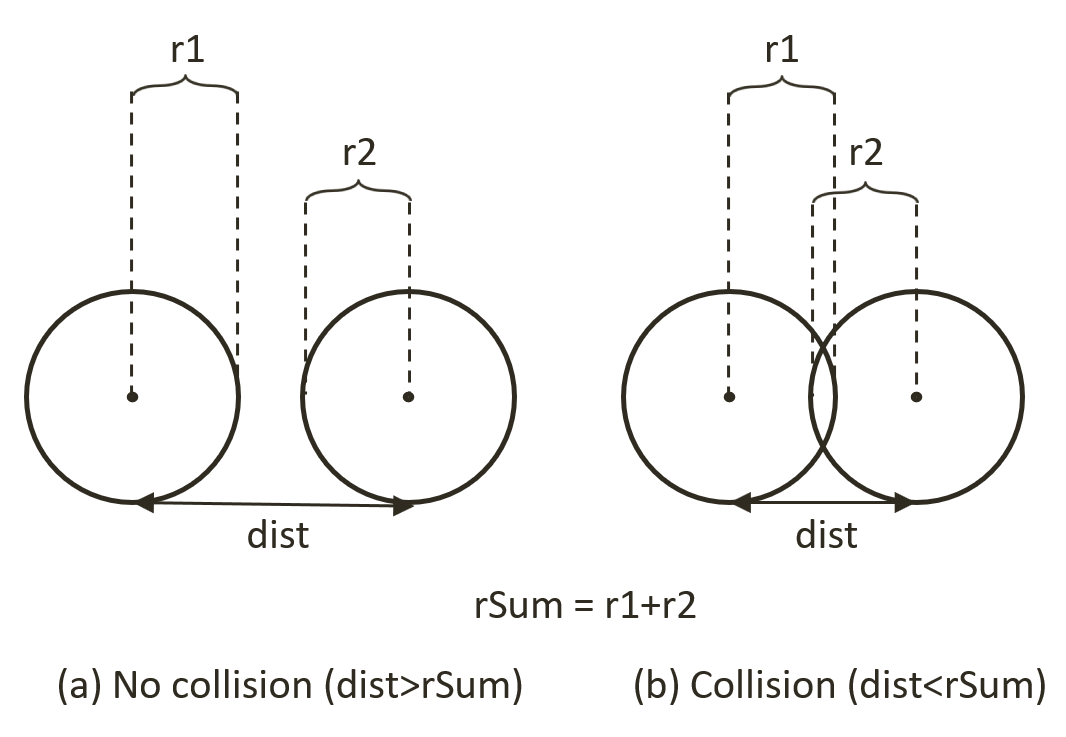 r1
r1
r2
r2
dist
dist
rSum = r1+r2
(a) No collision (dist>rSum)
(b) Collision (dist<rSum)